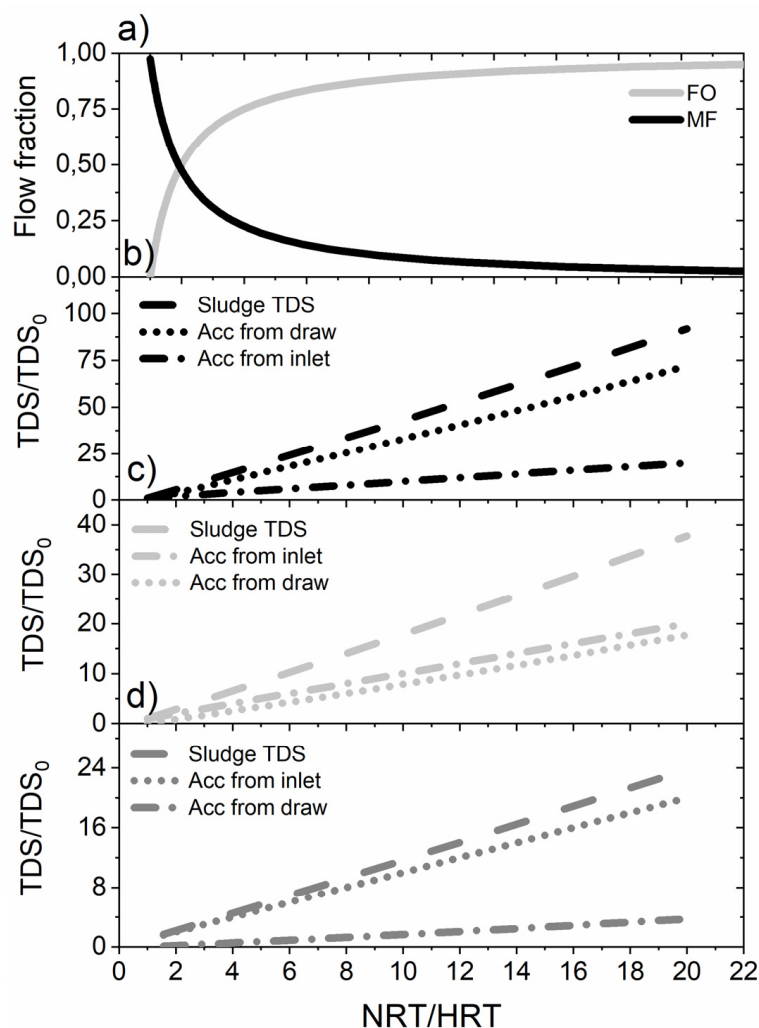 a)
1,00
0,75
0,50
0,25
0,00
Flow fraction
FO
MF
b)
100
75
50
25
0
TDS/TDS₀
Sludge TDS
Acc from draw
Acc from inlet
c)
40
30
20
10
0
TDS/TDS₀
Sludge TDS
Acc from inlet
Acc from draw
d)
24
16
8
0
TDS/TDS₀
Sludge TDS
Acc from inlet
Acc from draw
0 2 4 6 8 10 12 14 16 18 20 22
NRT/HRT